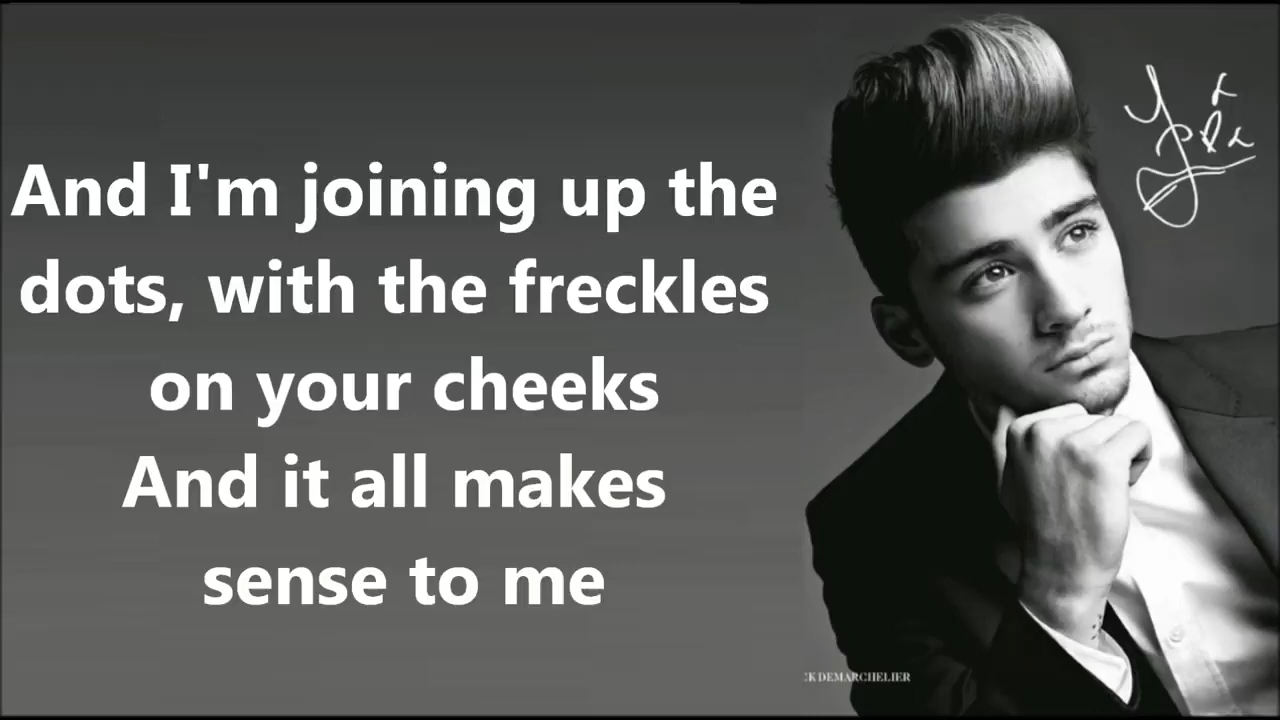 And I'm joining up the
dots, with the freckles
on your cheeks
And it all makes
sense to me
:K DEMARCHELIER